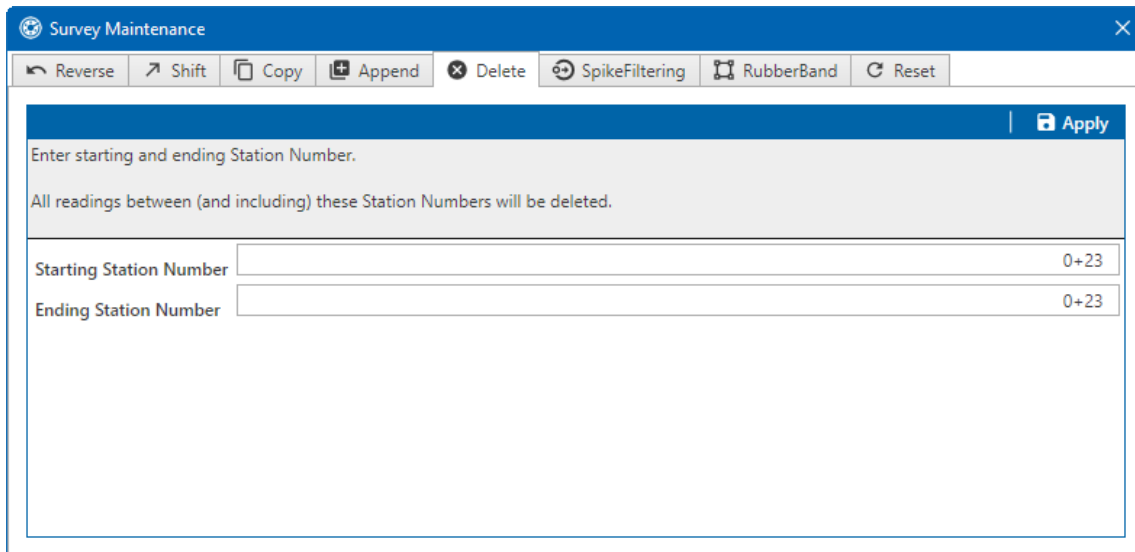 Survey Maintenance
Reverse Shift Copy Append Delete SpikeFiltering RubberBand Reset
Apply
Enter starting and ending Station Number.
All readings between (and including) these Station Numbers will be deleted.
Starting Station Number 0+23
Ending Station Number 0+23